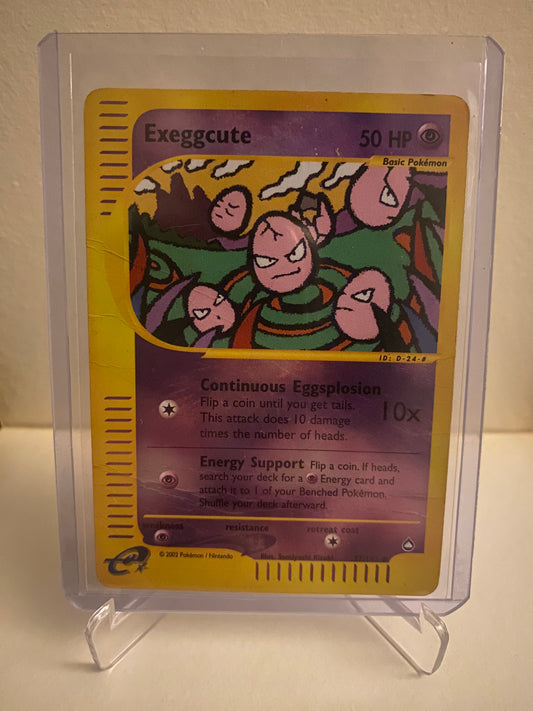 Exeggcute 50 HP
Basic Pokémon
ID: D-24-#
Continuous Eggsplosion
Flip a coin until you get tails.
This attack does 10 damage
times the number of heads.
10x
Energy Support Flip a coin. If heads,
search your deck for a Energy card and
attach it to 1 of your Benched Pokémon.
Shuffle your deck afterward.
weakness resistance retreat cost
e
© 2002 Pokémon / Nintendo Illus.